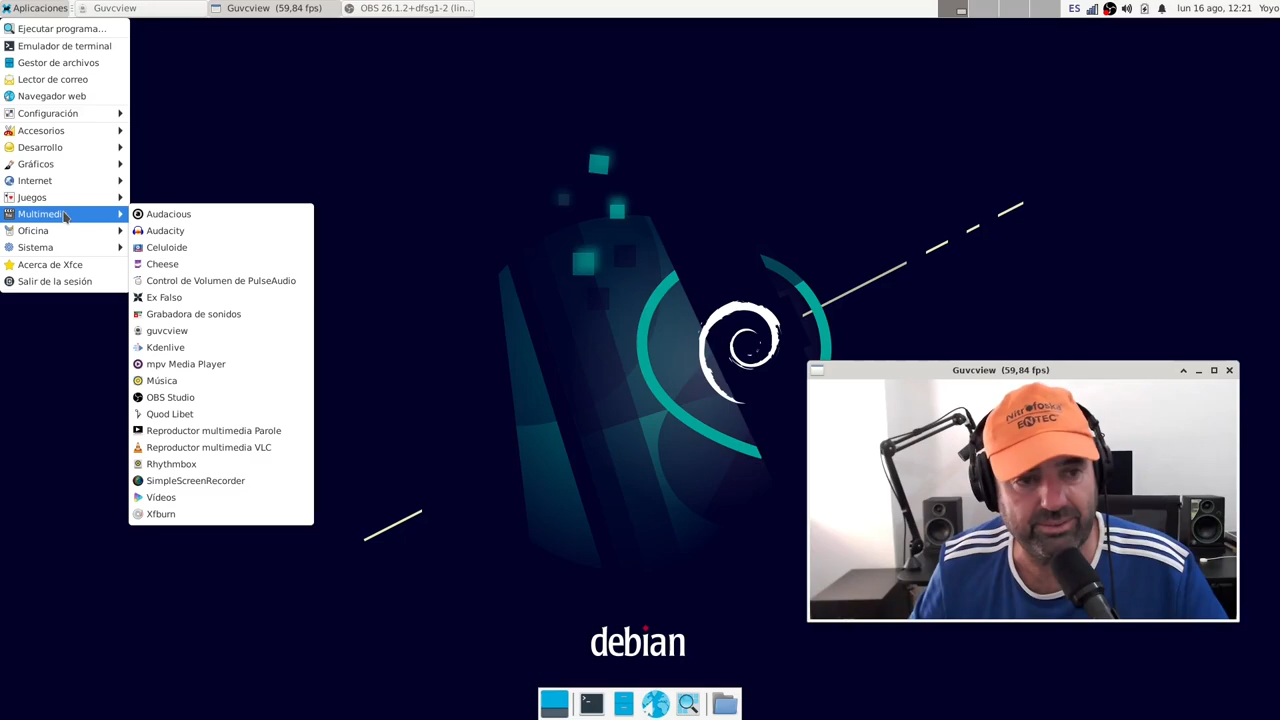 Aplicaciones
Guvcview
Guvcview (59,84 fps)
OBS 26.1.2+dfsg1-2 (lin...
ES
lun 16 ago, 12:21
Yoyo
Ejecutar programa...
Emulador de terminal
Gestor de archivos
Lector de correo
Navegador web
Configuración
Accesorios
Desarrollo
Gráficos
Internet
Juegos
Multimedia
Oficina
Sistema
Acerca de Xfce
Salir de la sesión
Audacious
Audacity
Celuloide
Cheese
Control de Volumen de PulseAudio
Ex Falso
Grabadora de sonidos
guvcview
Kdenlive
mpv Media Player
Música
OBS Studio
Quod Libet
Reproductor multimedia Parole
Reproductor multimedia VLC
Rhythmbox
SimpleScreenRecorder
Vídeos
Xfburn
Guvcview (59,84 fps)
Nitrofoska
ENTEC
debian